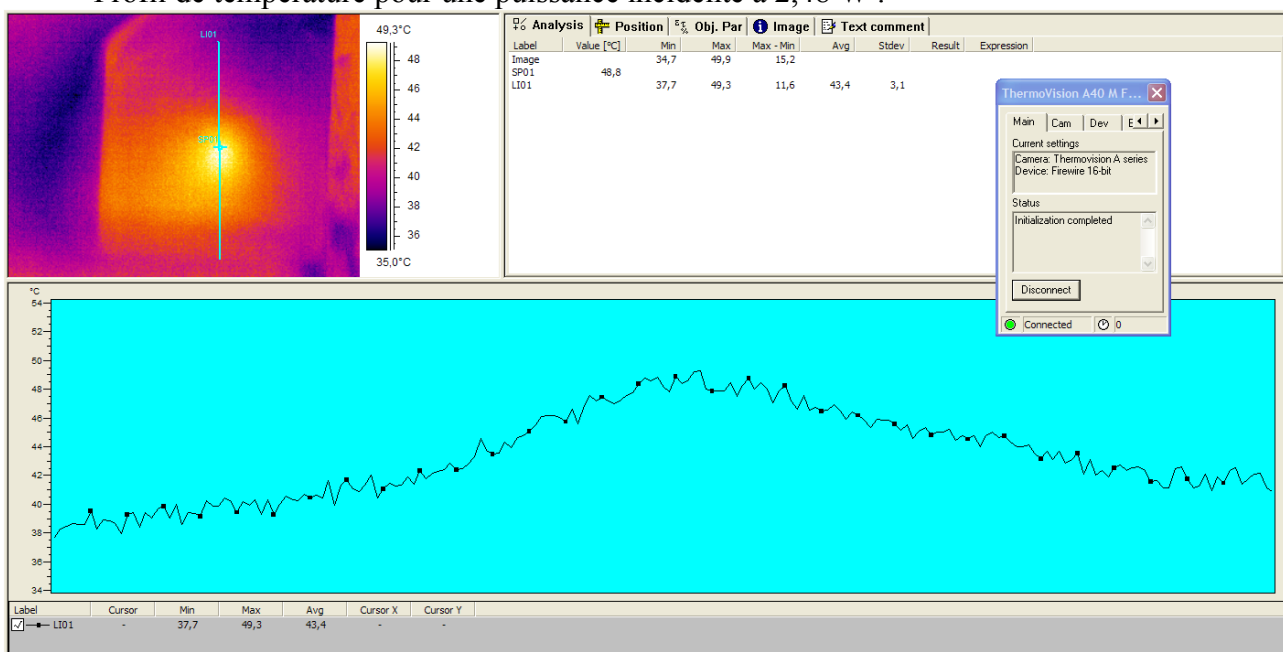 Profil de température pour une puissance incidente à 2,48 W :
LI01
SP01
49,3°C
48
46
44
42
40
38
36
35,0°C
Analysis Position Obj. Par Image Text comment
Label Value [°C] Min Max Max - Min Avg Stdev Result Expression
Image 34,7 49,9 15,2
SP01 48,8
LI01 37,7 49,3 11,6 43,4 3,1
ThermoVision A40 M F...
Main Cam Dev E
Current settings
Camera: Thermovision A series
Device: Firewire 16-bit
Status
Initialization completed
Disconnect
Connected 0
°C
54
52
50
48
46
44
42
40
38
36
34
Label Cursor Min Max Avg Cursor X Cursor Y
LI01 - 37,7 49,3 43,4 - -